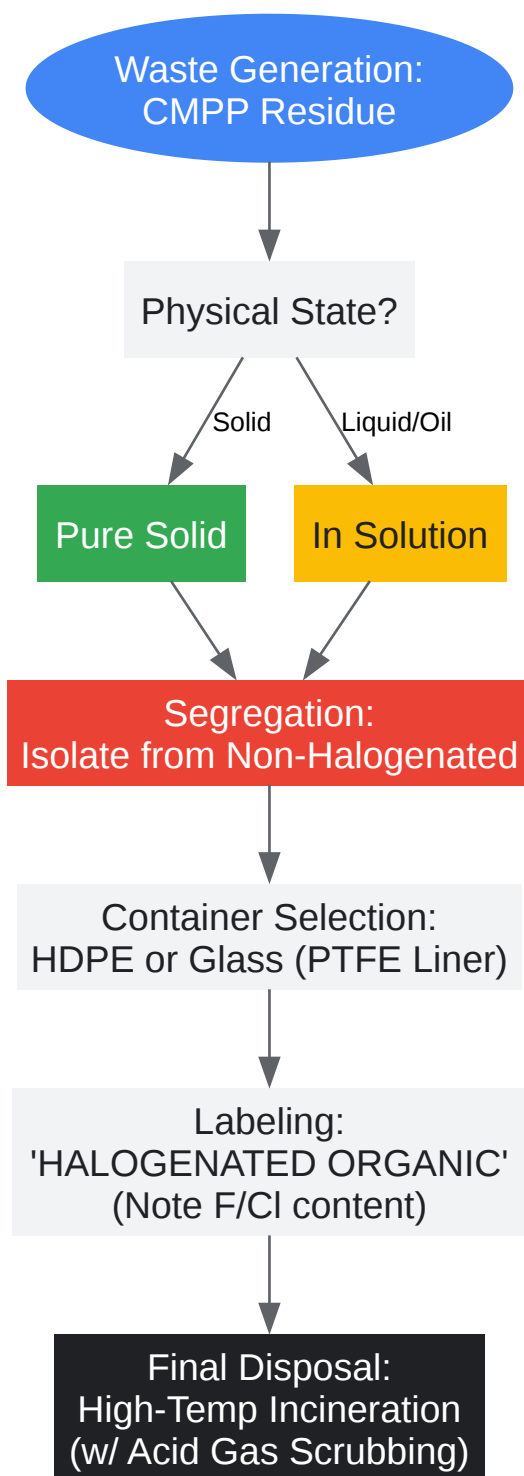 Waste Generation:
CMPP Residue
Physical State?
Solid
Liquid/Oil
Pure Solid
In Solution
Segregation:
Isolate from Non-Halogenated
Container Selection:
HDPE or Glass (PTFE Liner)
Labeling:
'HALOGENATED ORGANIC'
(Note F/Cl content)
Final Disposal:
High-Temp Incineration
(w/ Acid Gas Scrubbing)